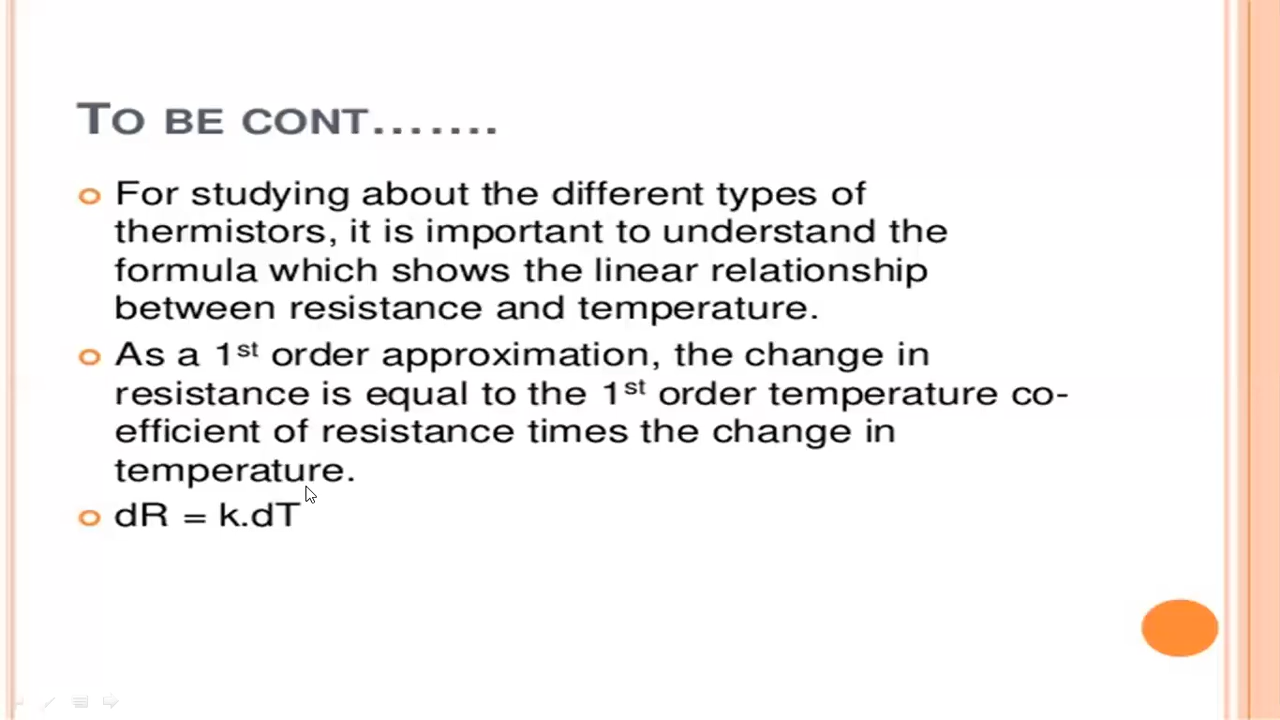 TO BE CONT.......
For studying about the different types of
thermistors, it is important to understand the
formula which shows the linear relationship
between resistance and temperature.
As a 1st order approximation, the change in
resistance is equal to the 1st order temperature co-
efficient of resistance times the change in
temperature.
dR = k.dT